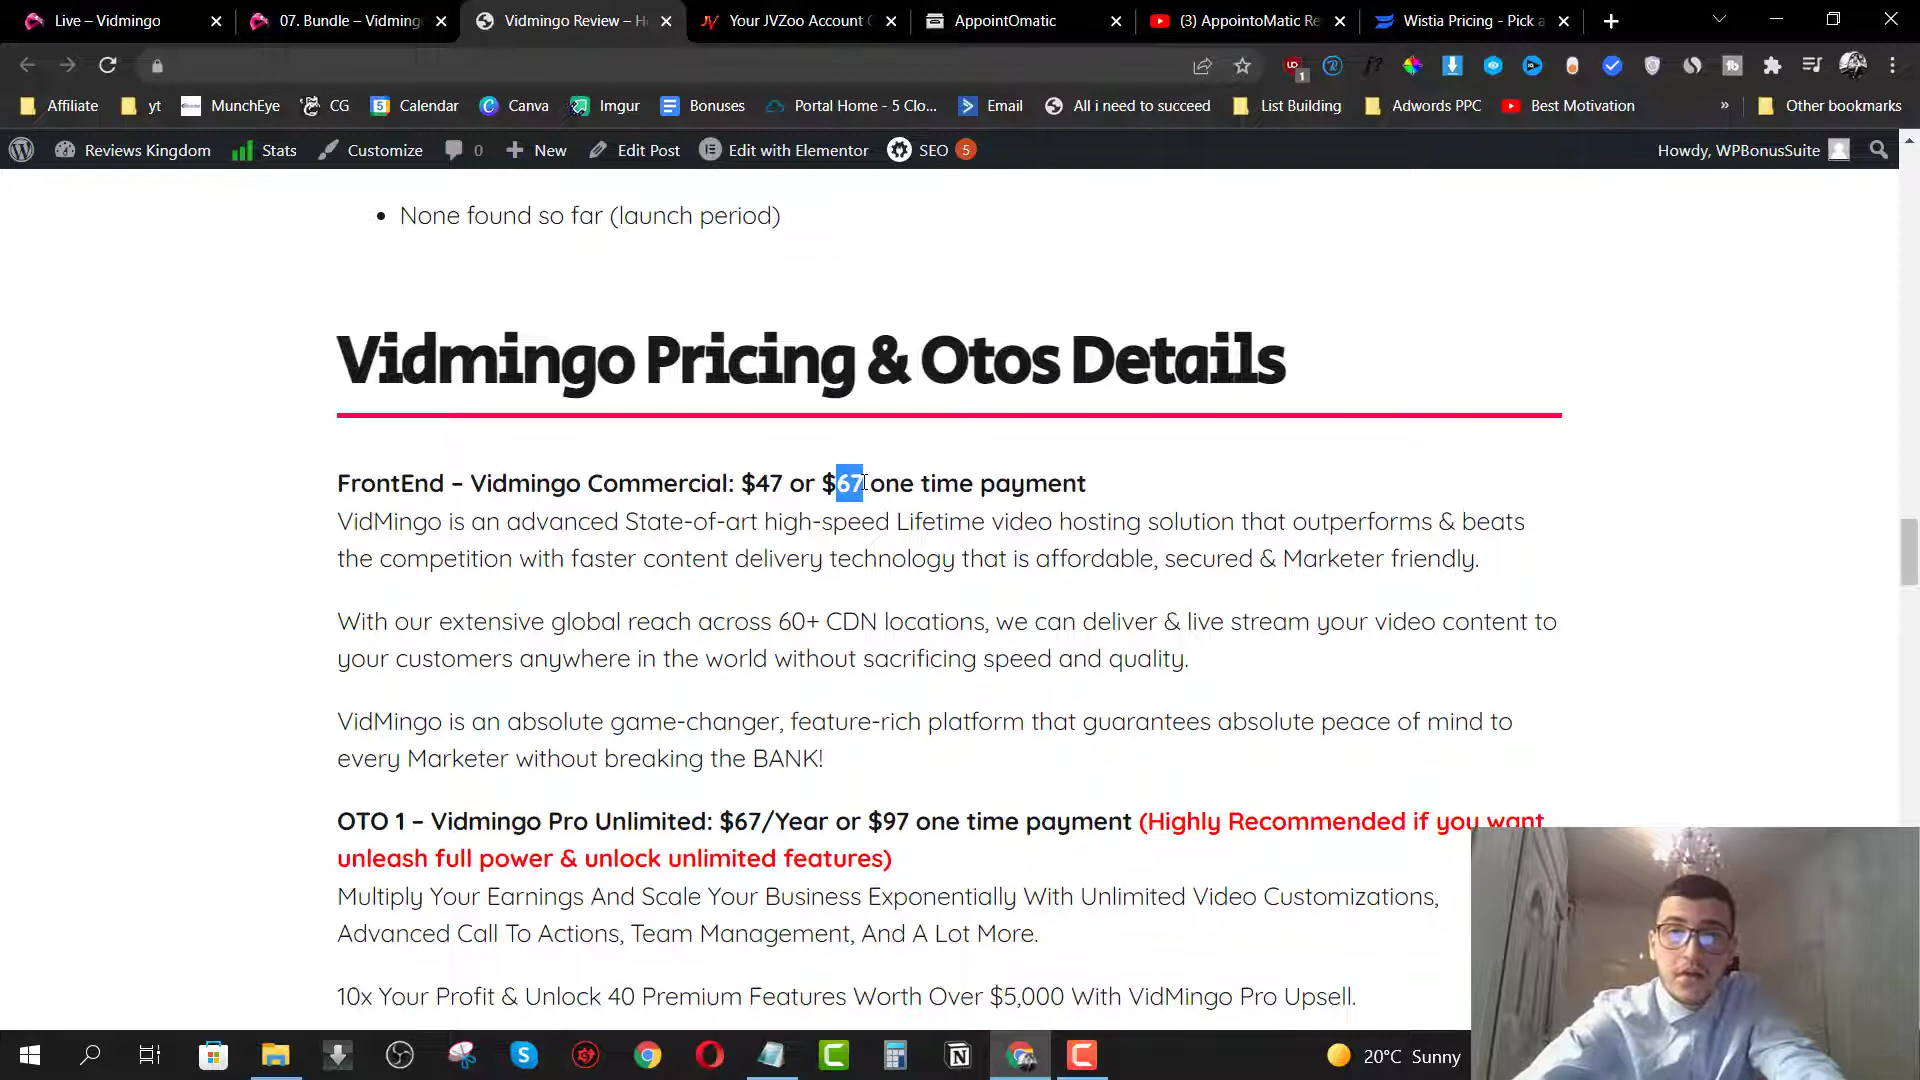 Live – Vidmingo
07. Bundle – Vidming
Vidmingo Review – H
Your JVZoo Account
AppointOmatic
(3) AppointoMatic Re
Wistia Pricing - Pick a
Affiliate
yt
MunchEye
CG
Calendar
Canva
Imgur
Bonuses
Portal Home - 5 Clo...
Email
All i need to succeed
List Building
Adwords PPC
Best Motivation
»
Other bookmarks
Reviews Kingdom
Stats
Customize
0
New
Edit Post
Edit with Elementor
SEO 5
Howdy, WPBonusSuite
• None found so far (launch period)
Vidmingo Pricing & Otos Details
FrontEnd – Vidmingo Commercial: $47 or $67 one time payment
VidMingo is an advanced State-of-art high-speed Lifetime video hosting solution that outperforms & beats
the competition with faster content delivery technology that is affordable, secured & Marketer friendly.
With our extensive global reach across 60+ CDN locations, we can deliver & live stream your video content to
your customers anywhere in the world without sacrificing speed and quality.
VidMingo is an absolute game-changer, feature-rich platform that guarantees absolute peace of mind to
every Marketer without breaking the BANK!
OTO 1 – Vidmingo Pro Unlimited: $67/Year or $97 one time payment (Highly Recommended if you want
unleash full power & unlock unlimited features)
Multiply Your Earnings And Scale Your Business Exponentially With Unlimited Video Customizations,
Advanced Call To Actions, Team Management, And A Lot More.
10x Your Profit & Unlock 40 Premium Features Worth Over $5,000 With VidMingo Pro Upsell.
20°C Sunny